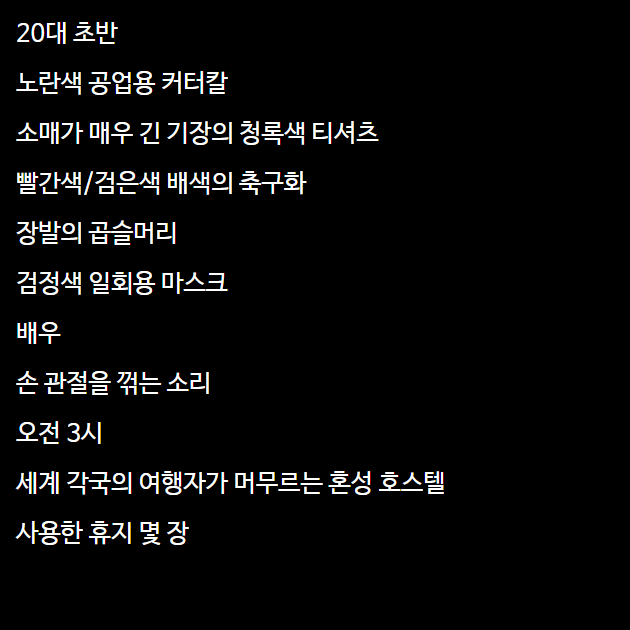 20대 초반
노란색 공업용 커터칼
소매가 매우 긴 기장의 청록색 티셔츠
빨간색/검은색 배색의 축구화
장발의 곱슬머리
검정색 일회용 마스크
배우
손 관절을 꺾는 소리
오전 3시
세계 각국의 여행자가 머무르는 혼성 호스텔
사용한 휴지 몇 장